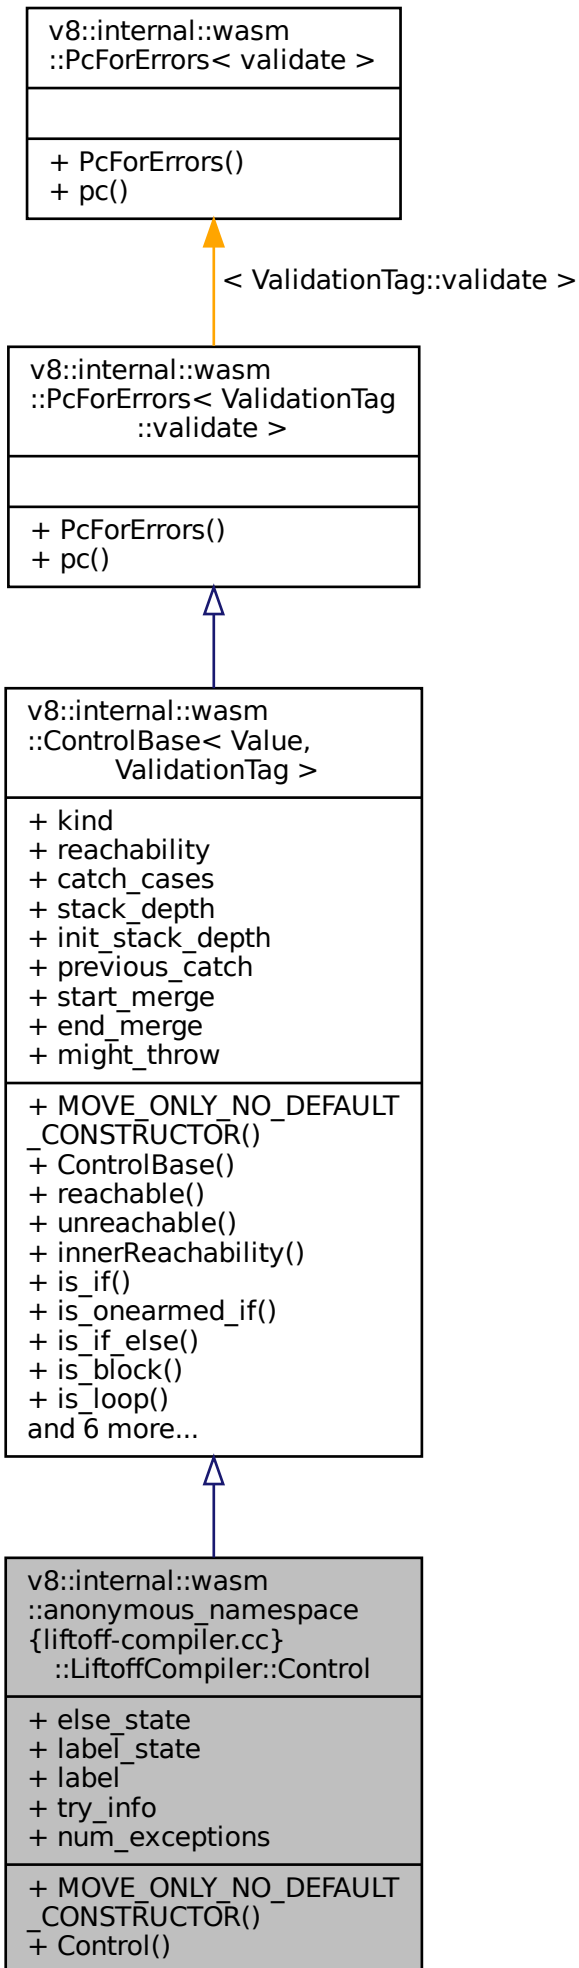 v8::internal::wasm
::PcForErrors< validate >
+ PcForErrors()
+ pc()
< ValidationTag::validate >
v8::internal::wasm
::PcForErrors< ValidationTag
::validate >
+ PcForErrors()
+ pc()
v8::internal::wasm
::ControlBase< Value,
ValidationTag >
+ kind
+ reachability
+ catch_cases
+ stack_depth
+ init_stack_depth
+ previous_catch
+ start_merge
+ end_merge
+ might_throw
+ MOVE_ONLY_NO_DEFAULT
_CONSTRUCTOR()
+ ControlBase()
+ reachable()
+ unreachable()
+ innerReachability()
+ is_if()
+ is_onearmed_if()
+ is_if_else()
+ is_block()
+ is_loop()
and 6 more...
v8::internal::wasm
::anonymous_namespace
{liftoff-compiler.cc}
::LiftoffCompiler::Control
+ else_state
+ label_state
+ label
+ try_info
+ num_exceptions
+ MOVE_ONLY_NO_DEFAULT
_CONSTRUCTOR()
+ Control()